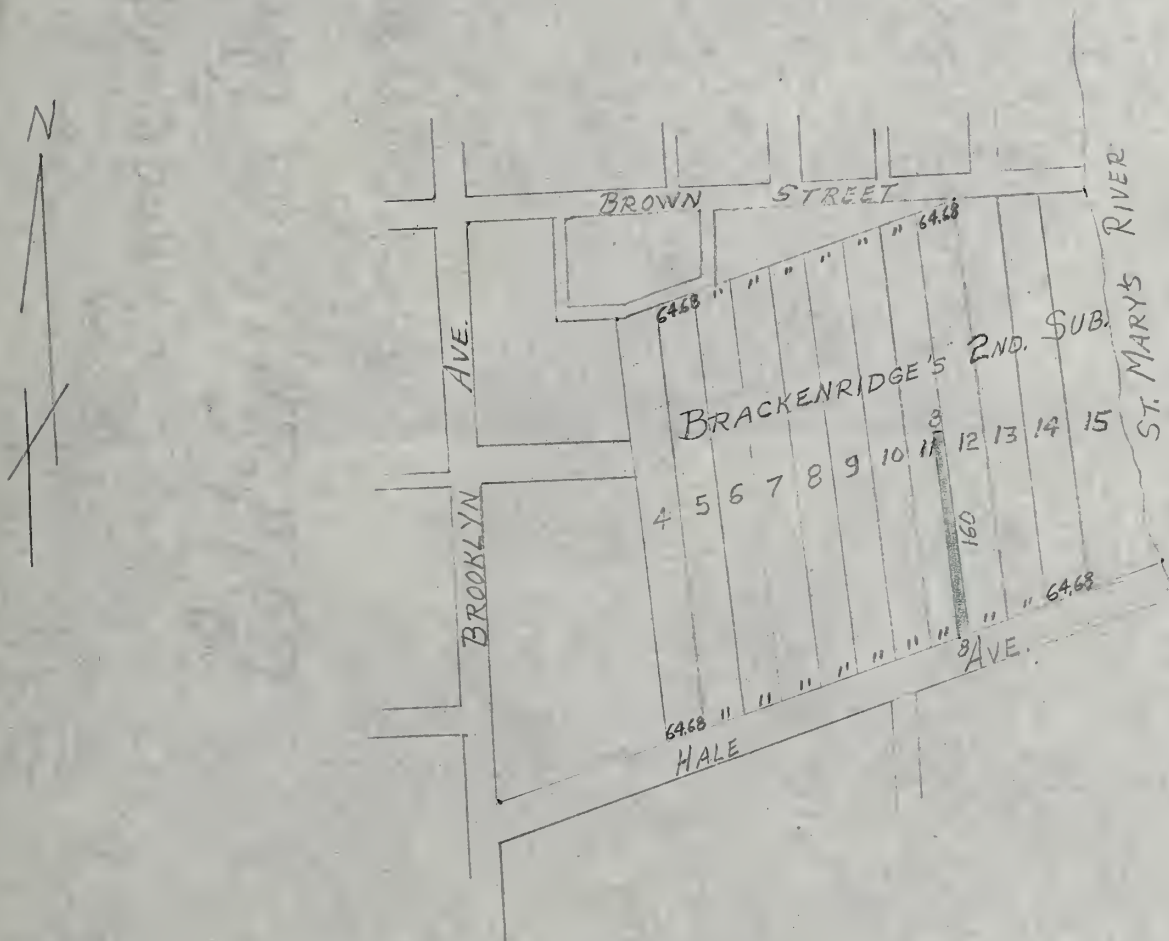 N
BROWN STREET
64.68 " " " " " " 64.68
ST. MARY'S RIVER
AVE.
BRACKENRIDGE'S 2ND. SUB.
4 5 6 7 8 9 10 11 12 13 14 15
8
160
BROOKLYN
64.68 " " " " " " " 8 " " 64.68
HALE AVE.